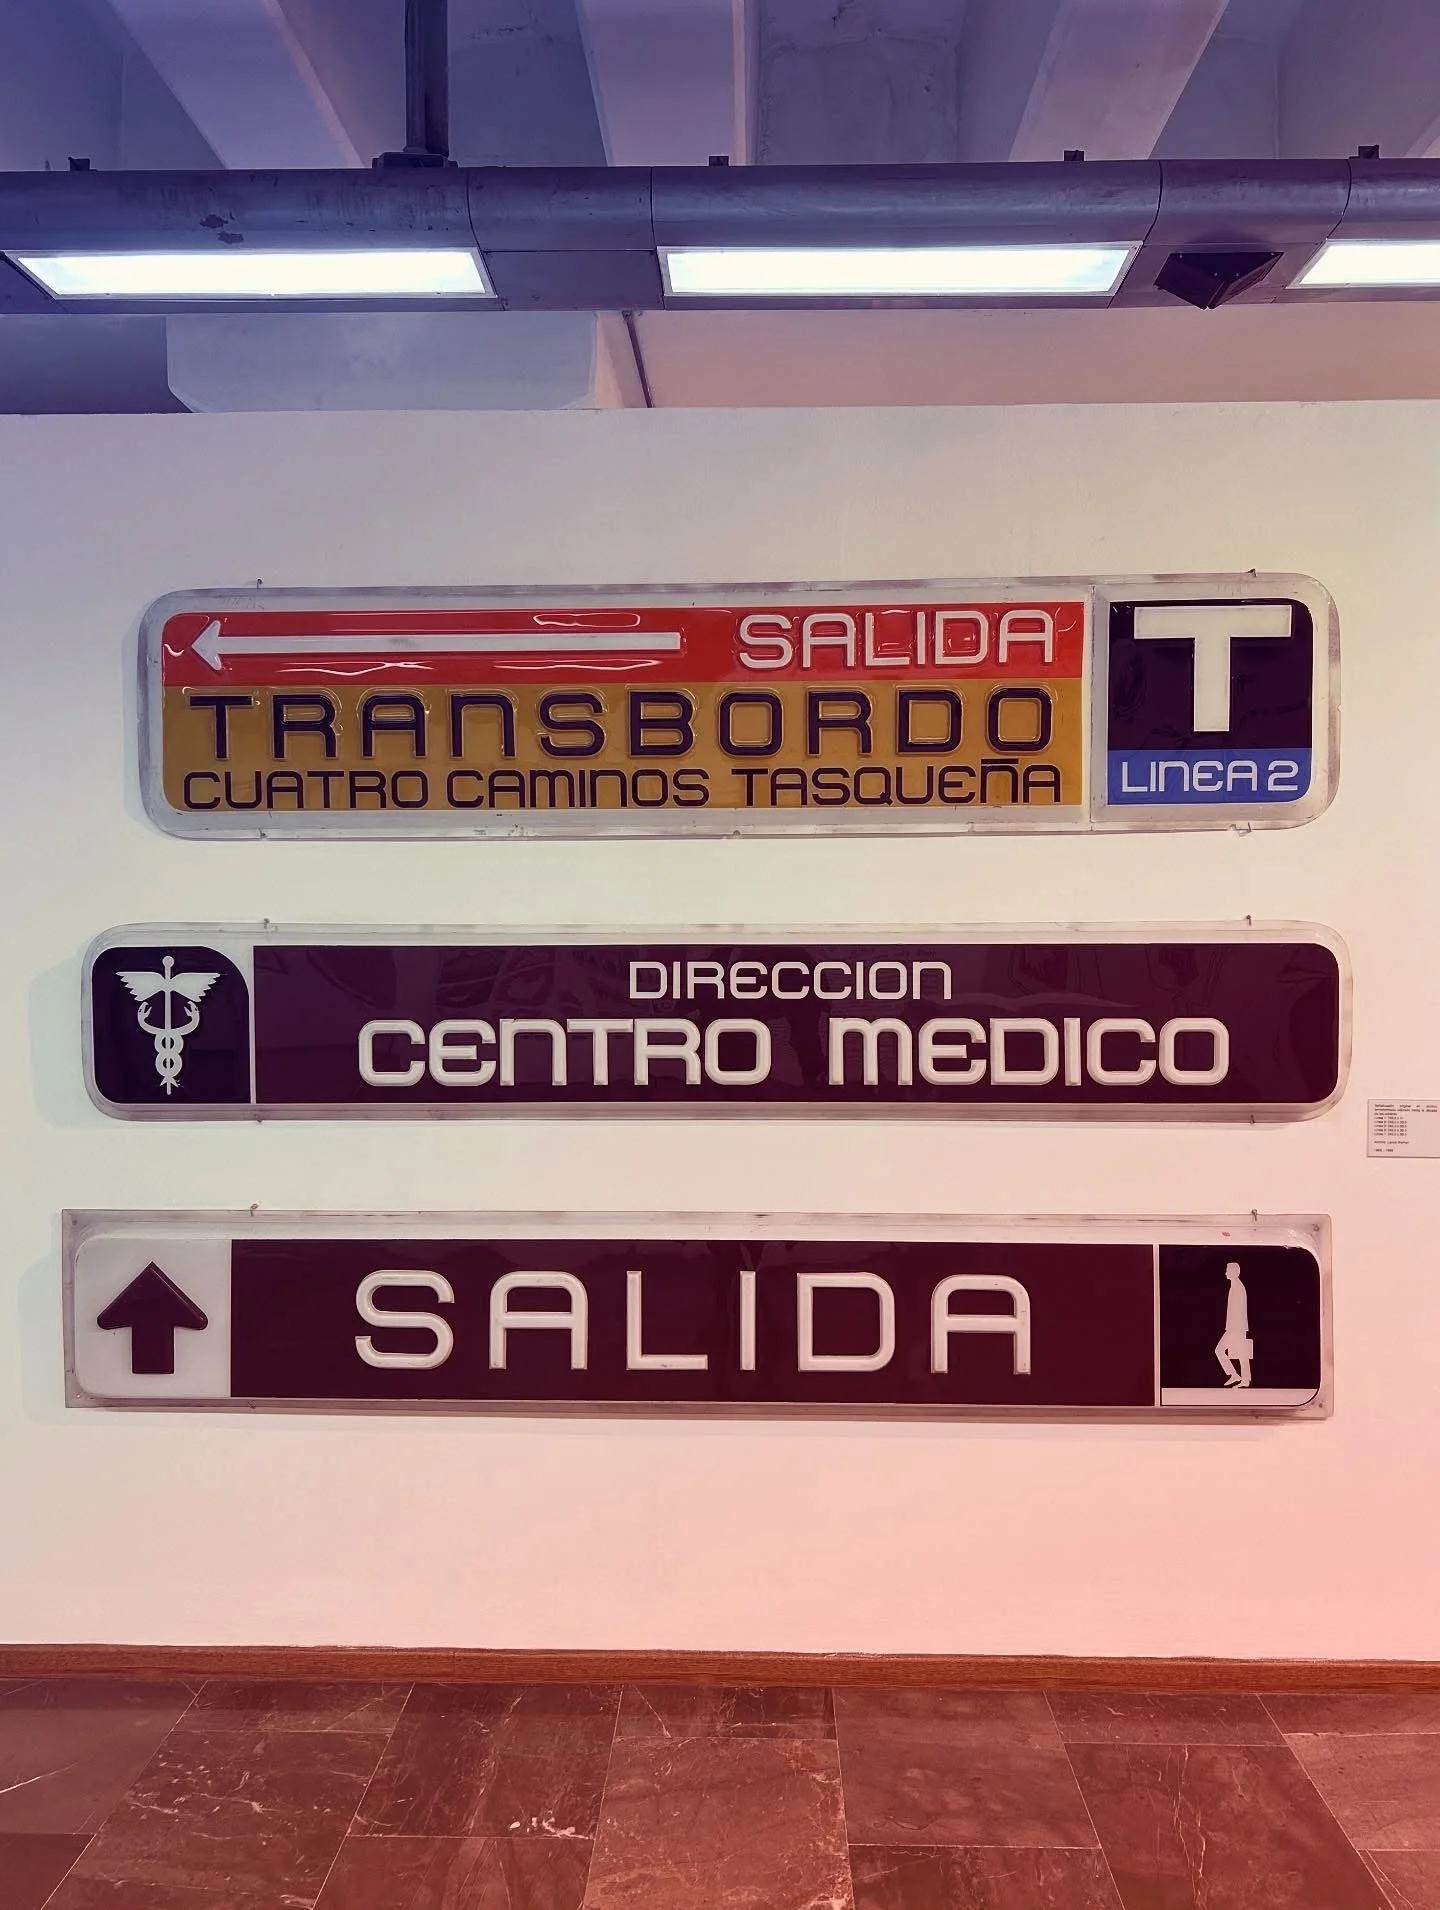 SALIDA
TRANSBORDO
CUATRO CAMINOS TASQUEÑA
T
LINEA 2
DIRECCION
CENTRO MEDICO
SALIDA